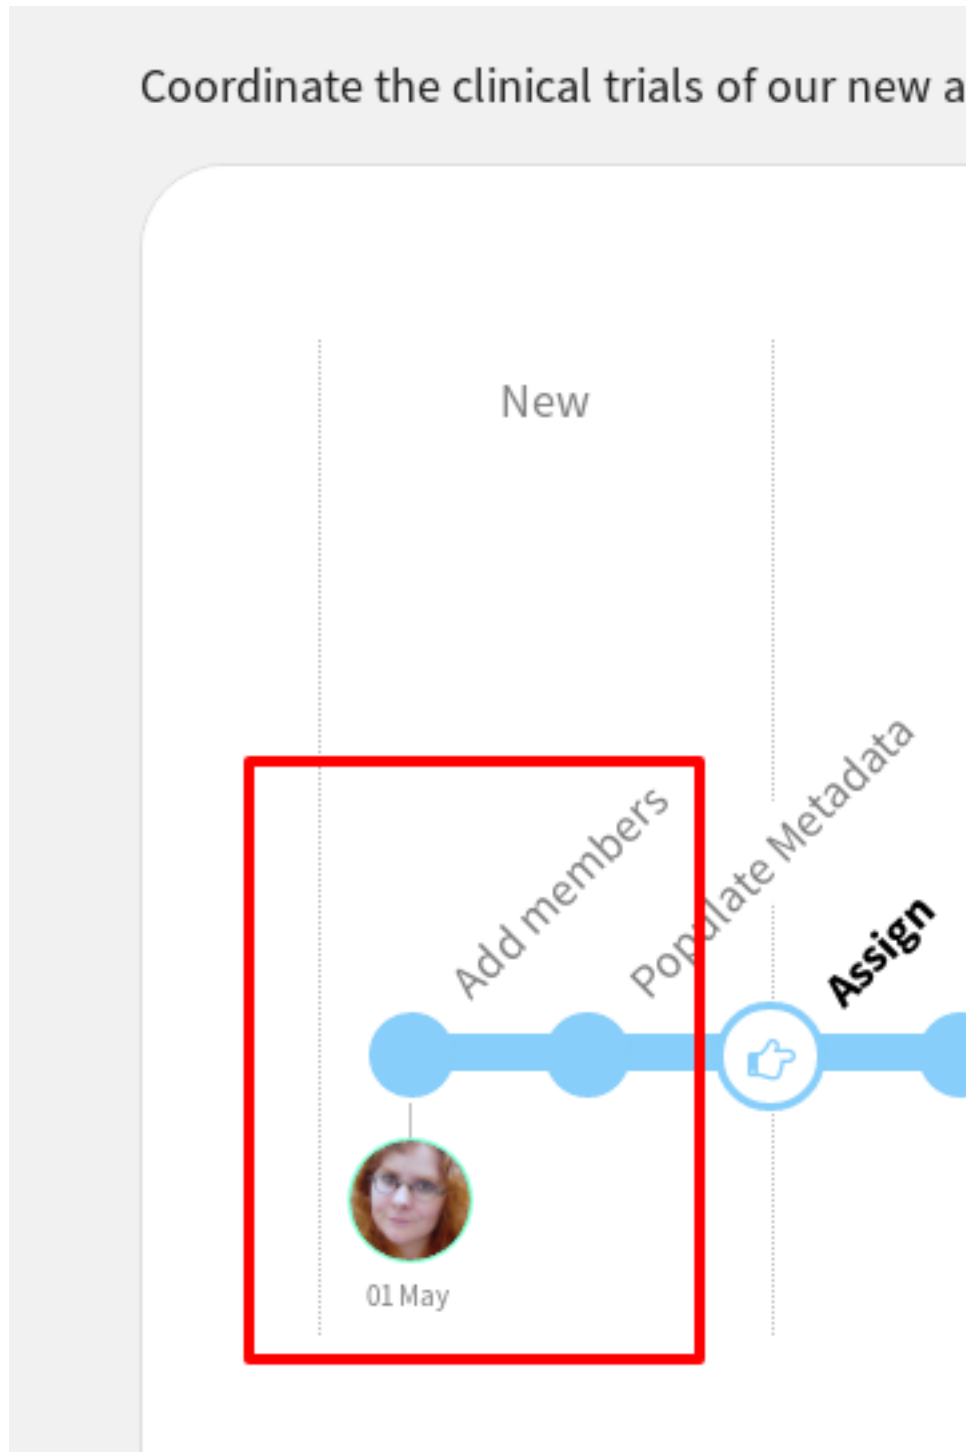 Coordinate the clinical trials of our new a
New
Add members
Populate Metadata
Assign
01 May